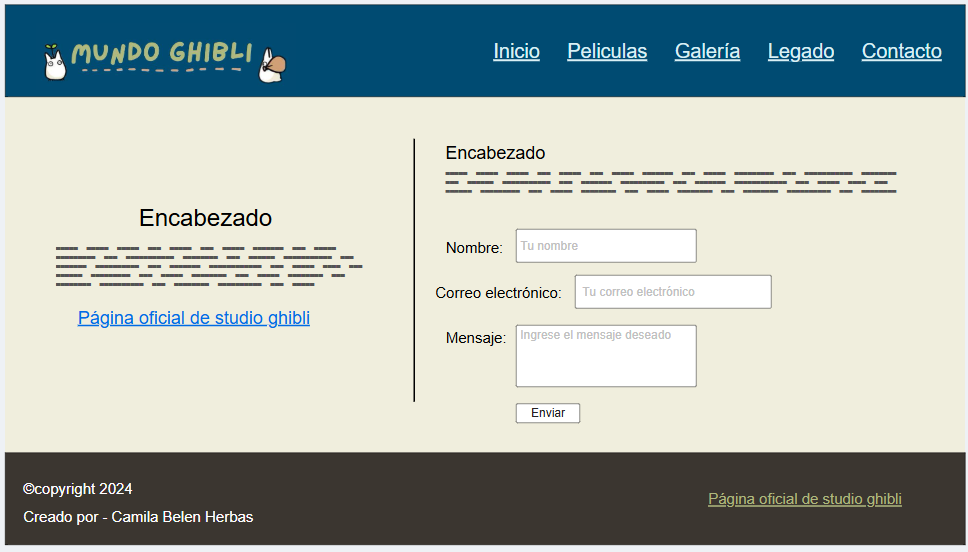 MUNDO GHIBLI
Inicio Peliculas Galería Legado Contacto
Encabezado
Página oficial de studio ghibli
Encabezado
Nombre: Tu nombre
Correo electrónico: Tu correo electrónico
Mensaje: Ingrese el mensaje deseado
Enviar
©copyright 2024
Creado por - Camila Belen Herbas
Página oficial de studio ghibli